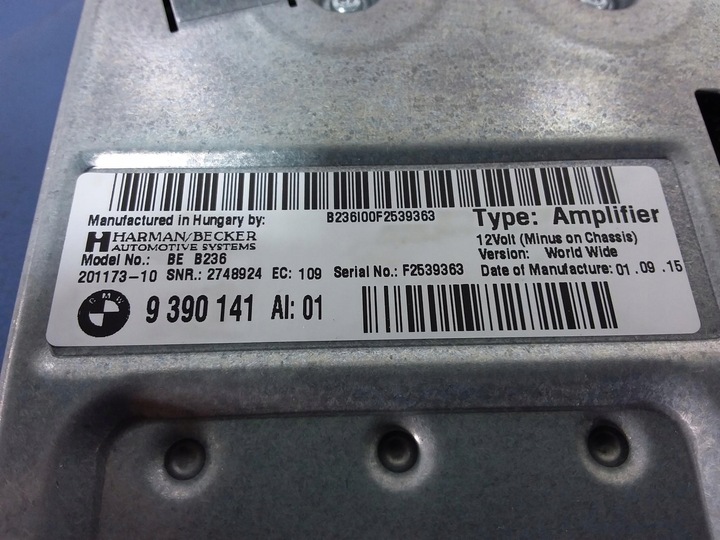 Manufactured in Hungary by: B236I00F2539363 Type: Amplifier
HARMAN/BECKER 12Volt (Minus on Chassis)
AUTOMOTIVE SYSTEMS
Model No.: BE B236 Version: World Wide
201173-10 SNR.: 2748924 EC: 109 Serial No.: F2539363 Date of Manufacture: 01.09.15
BMW 9 390 141 AI: 01